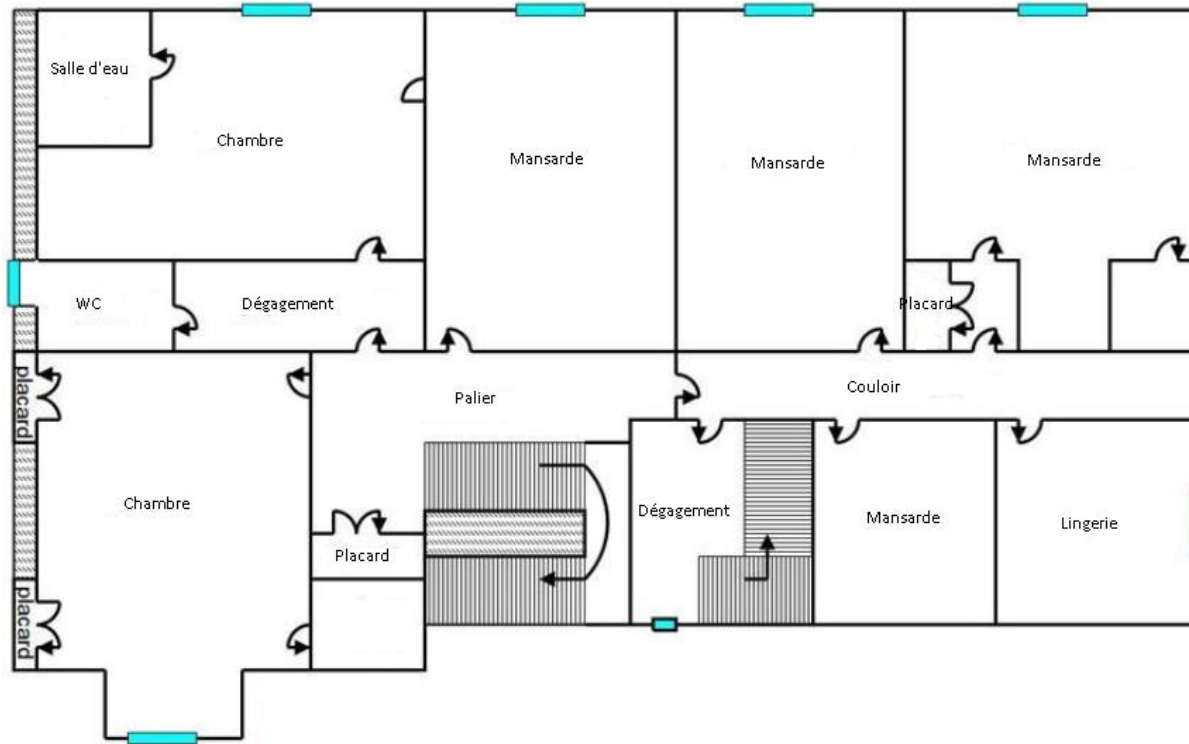 Salle d'eau
Chambre
Mansarde
Mansarde
Mansarde
WC
Dégagement
Placard
placard
Palier
Couloir
Chambre
Dégagement
Mansarde
Lingerie
Placard
placard